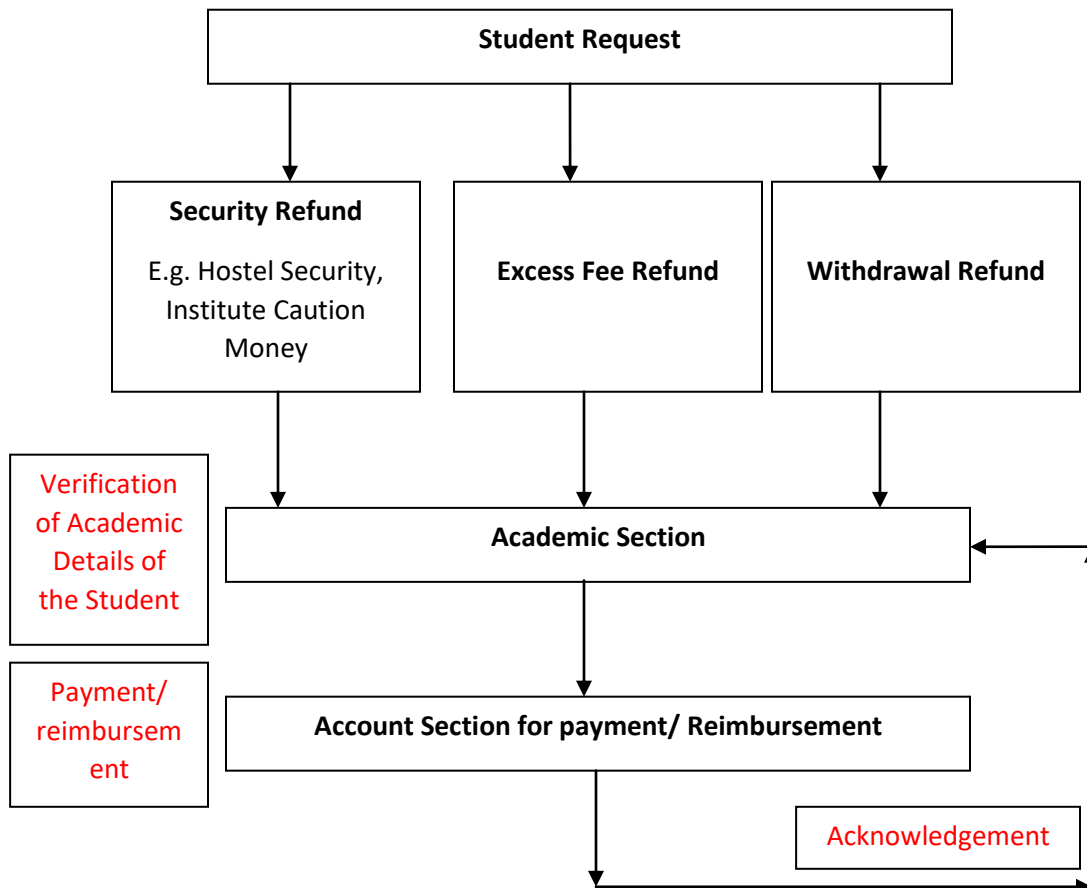 Student Request
Security Refund
E.g. Hostel Security,
Institute Caution
Money
Excess Fee Refund
Withdrawal Refund
Verification
of Academic
Details of
the Student
Academic Section
Payment/
reimbursem
ent
Account Section for payment/ Reimbursement
Acknowledgement